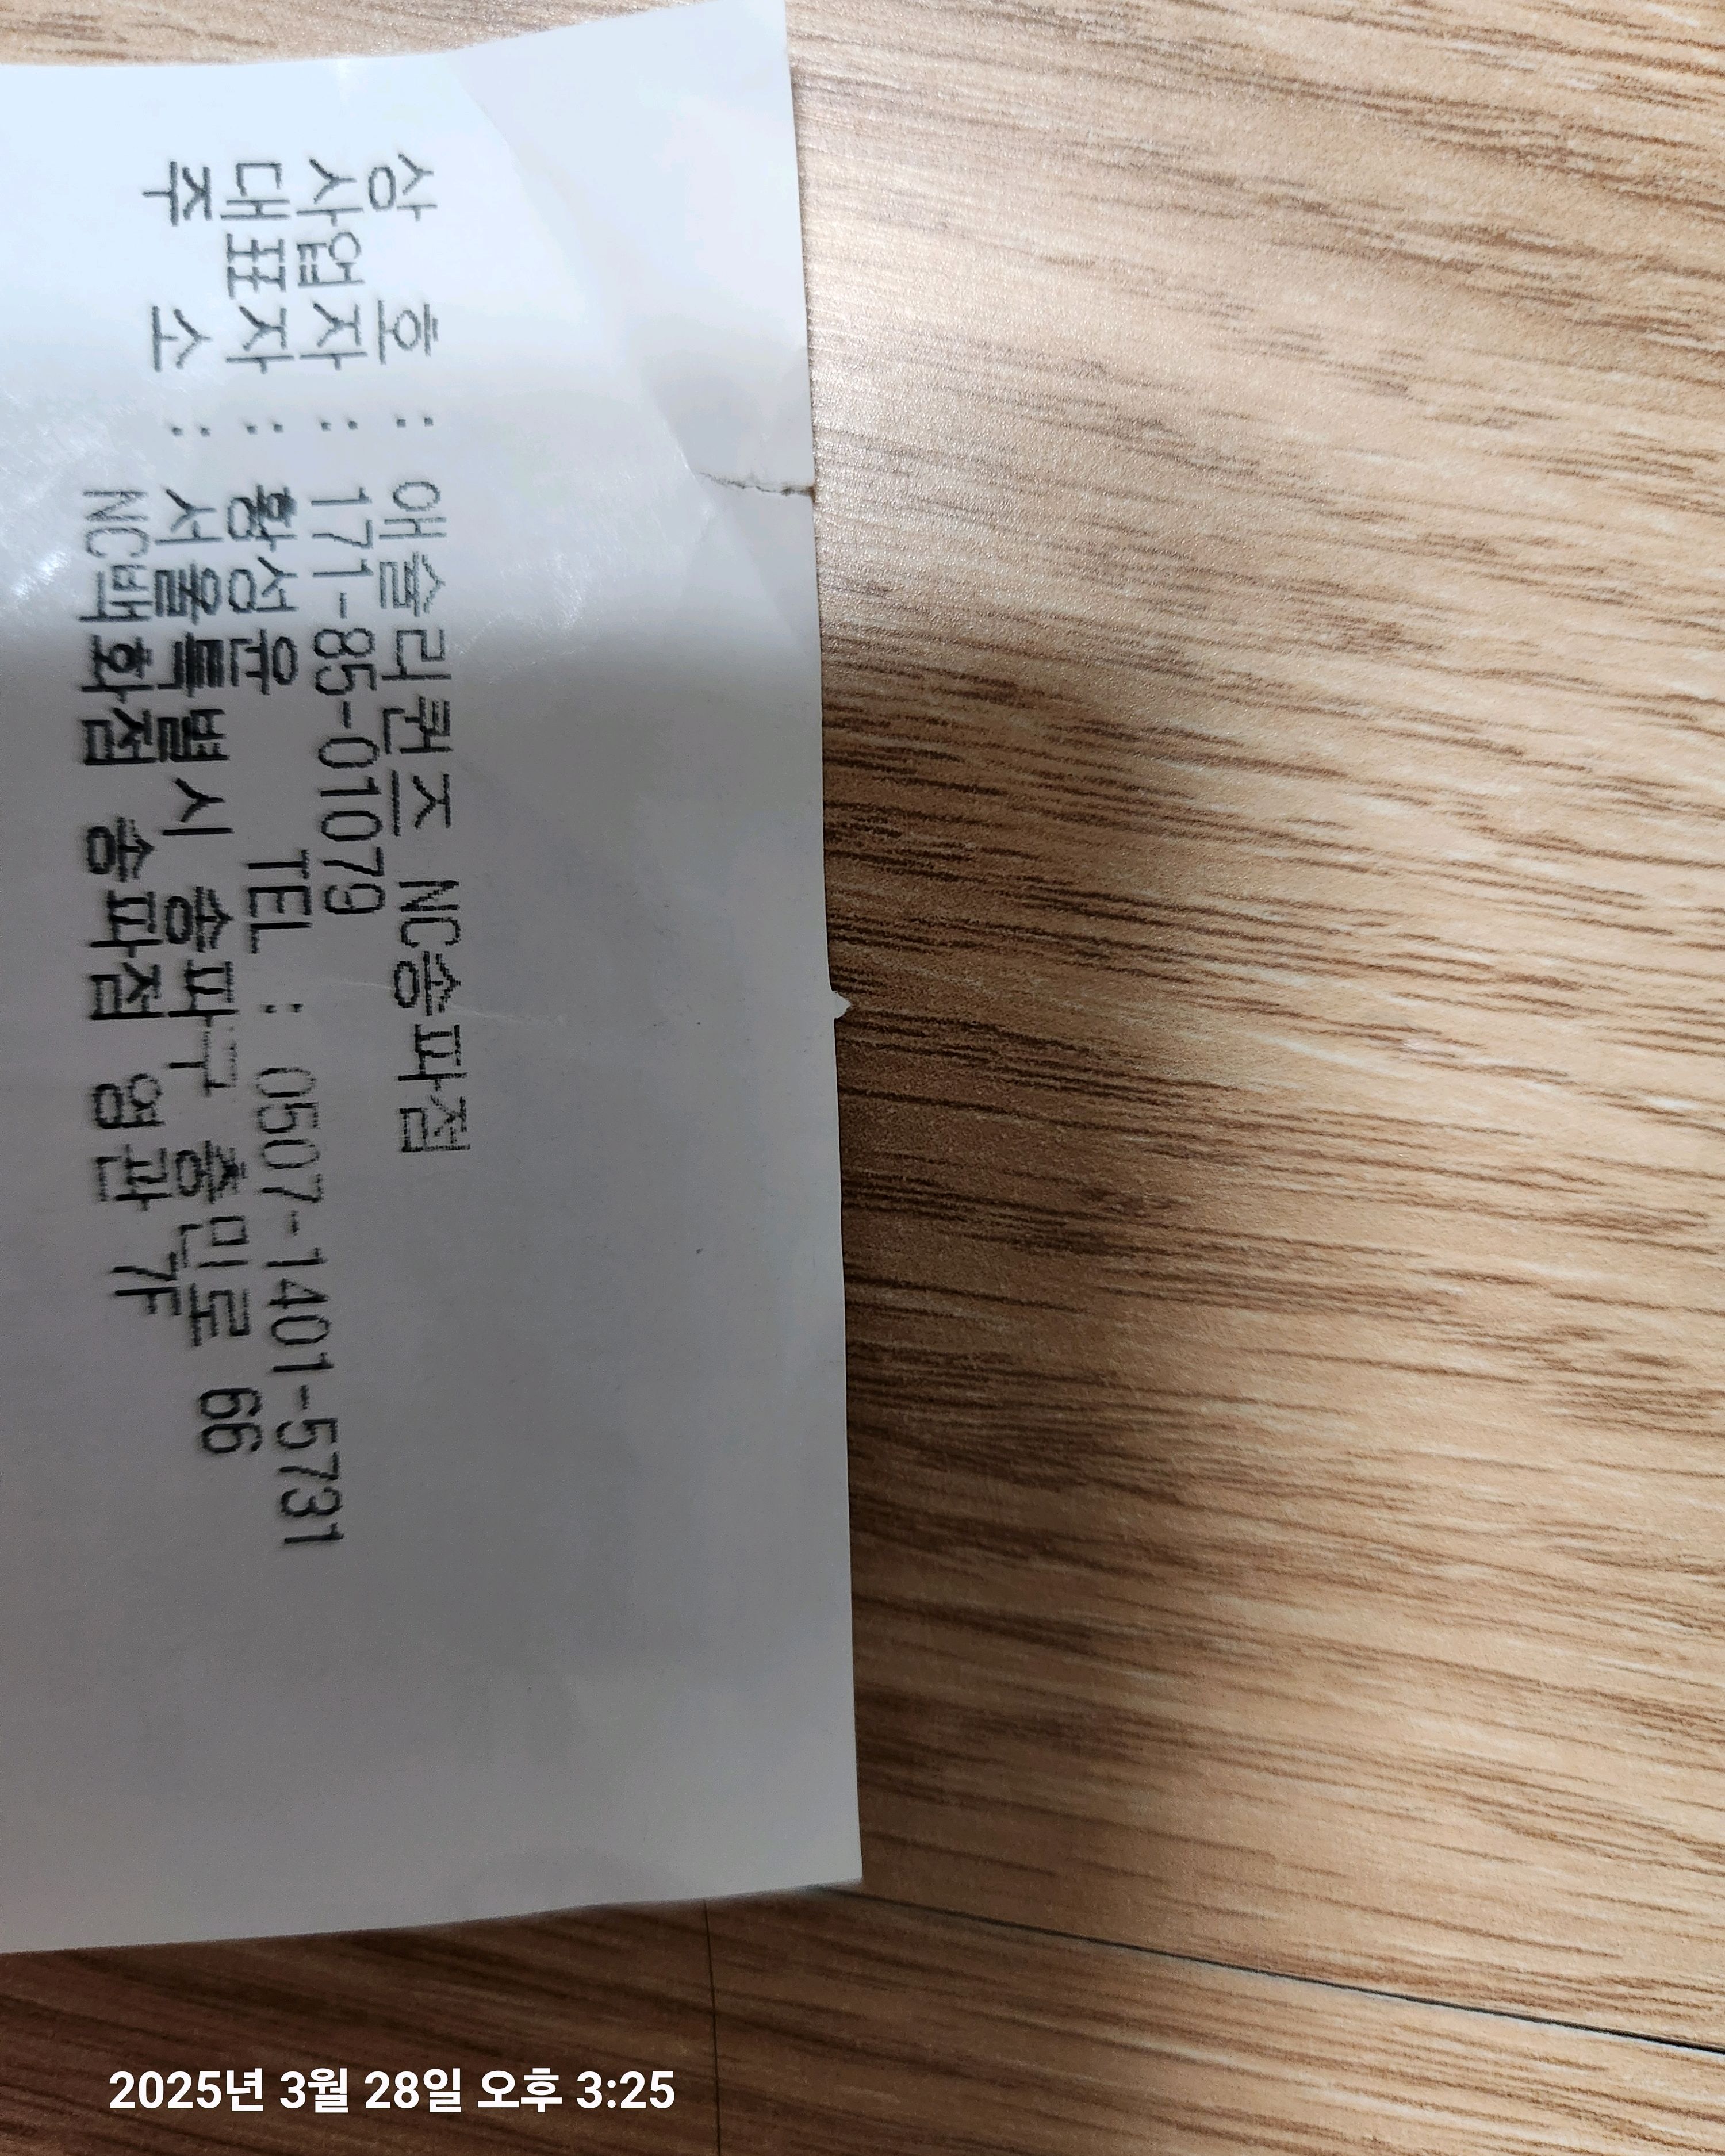 상 호 : 애슐리퀸즈 NC송파점
사업자 : 171-85-01079
대표자 : 황성윤 TEL : 0507-1401-5731
주 소 : 서울특별시 송파구 충민로 66
NC백화점 송파점 영관 7F
2025년 3월 28일 오후 3:25